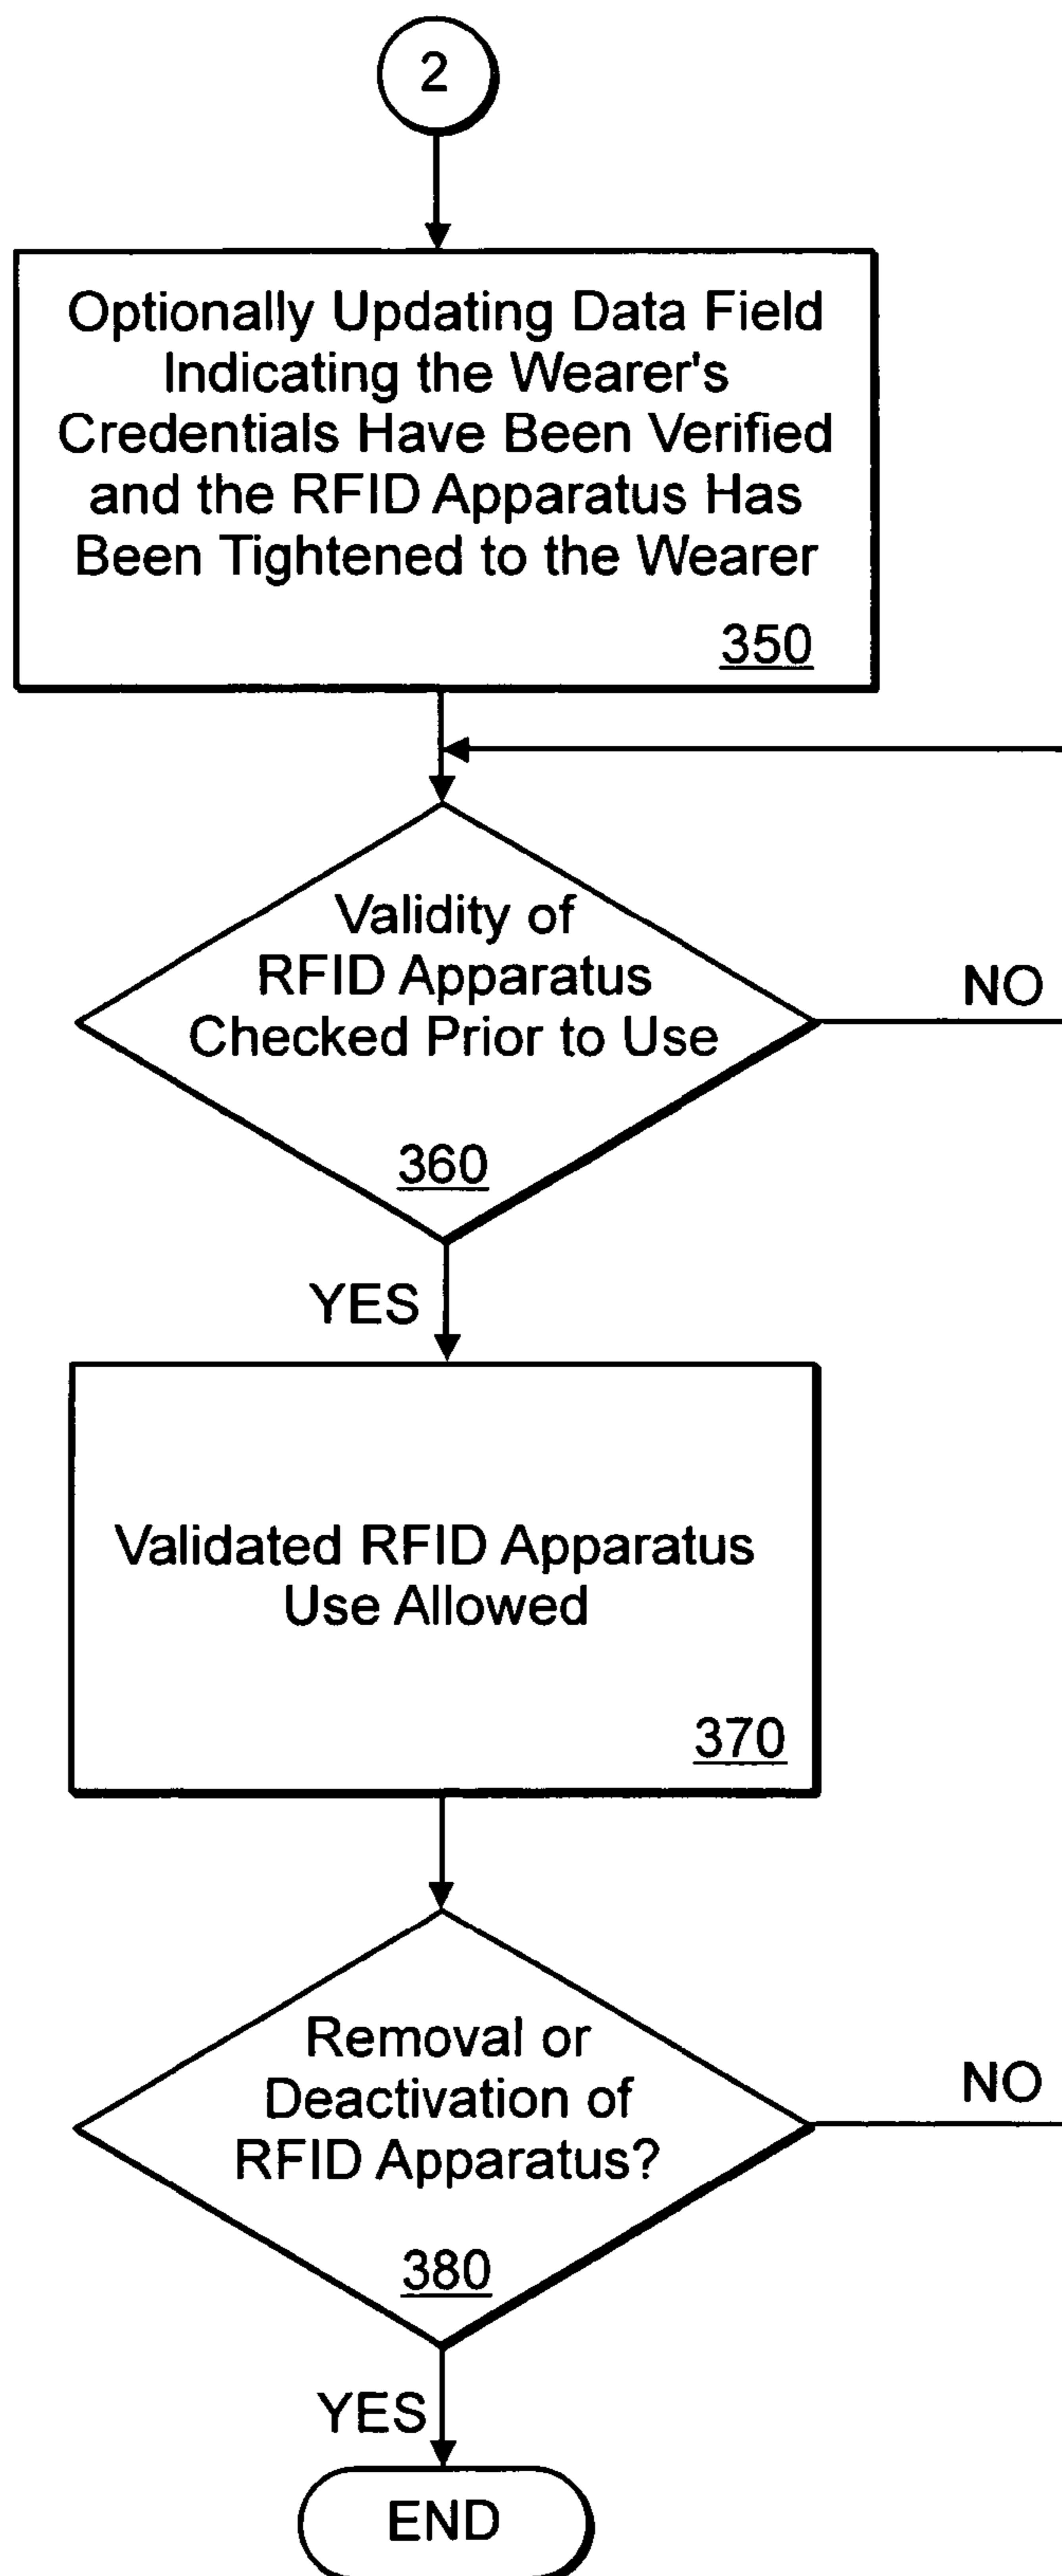 2
Optionally Updating Data Field
Indicating the Wearer's
Credentials Have Been Verified
and the RFID Apparatus Has
Been Tightened to the Wearer
350
Validity of
RFID Apparatus
Checked Prior to Use
360
NO
YES
Validated RFID Apparatus
Use Allowed
370
Removal or
Deactivation of
RFID Apparatus?
380
NO
YES
END